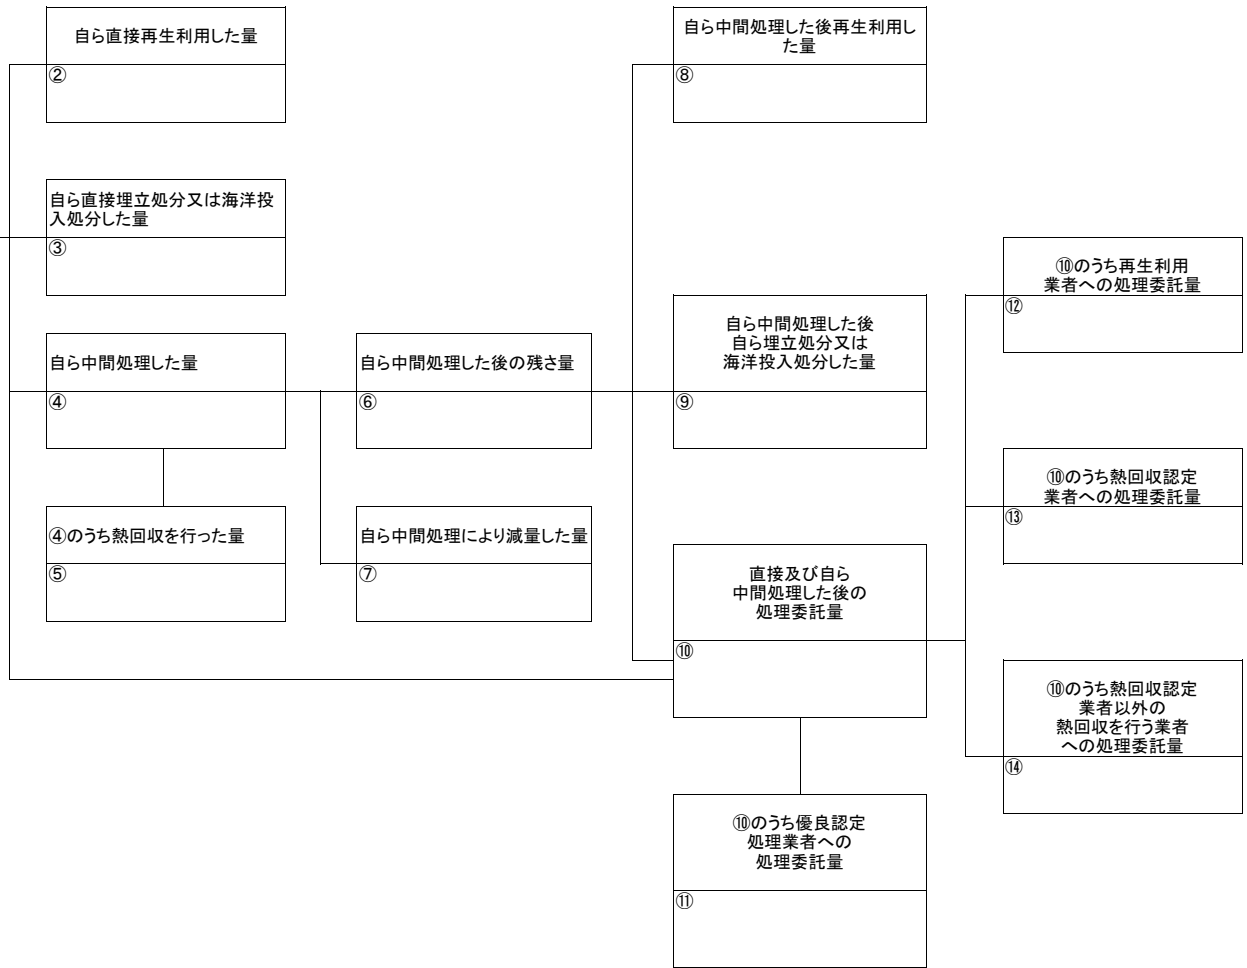 自ら直接再生利用した量
②
自ら直接埋立処分又は海洋投
入処分した量
③
自ら中間処理した量
④
④のうち熱回収を行った量
⑤
自ら中間処理した後の残さ量
⑥
自ら中間処理により減量した量
⑦
自ら中間処理した後再生利用し
た量
⑧
自ら中間処理した後
自ら埋立処分又は
海洋投入処分した量
⑨
直接及び自ら
中間処理した後の
処理委託量
⑩
⑩のうち優良認定
処理業者への
処理委託量
⑪
⑩のうち再生利用
業者への処理委託量
⑫
⑩のうち熱回収認定
業者への処理委託量
⑬
⑩のうち熱回収認定
業者以外の
熱回収を行う業者
への処理委託量
⑭